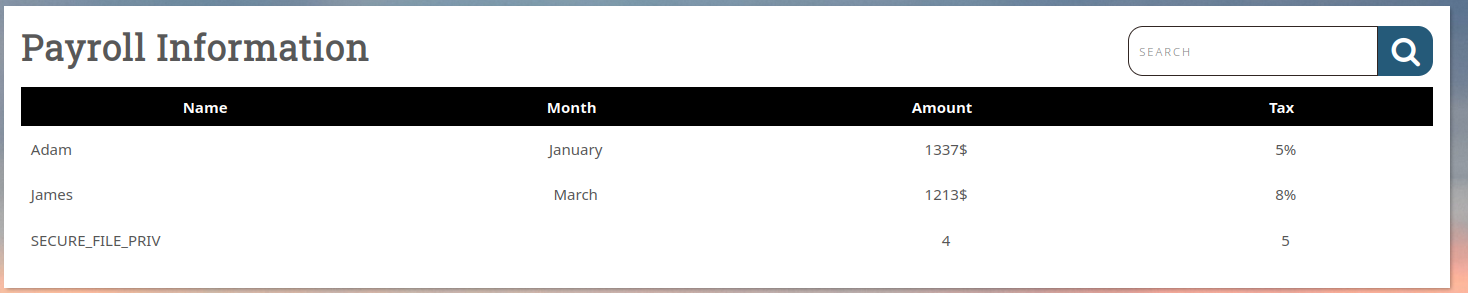 Payroll Information
SEARCH
Name Month Amount Tax
Adam January 1337$ 5%
James March 1213$ 8%
SECURE_FILE_PRIV 4 5